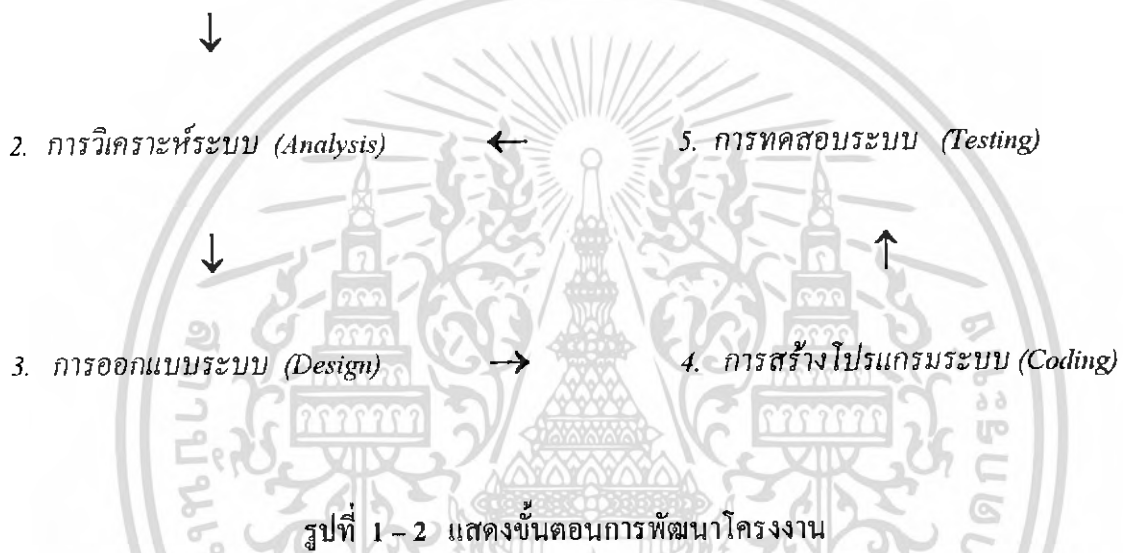 ↓
2. การวิเคราะห์ระบบ (Analysis) ← 5. การทดสอบระบบ (Testing)
↓ ↑
3. การออกแบบระบบ (Design) → 4. การสร้างโปรแกรมระบบ (Coding)
รูปที่ 1 – 2 แสดงขั้นตอนการพัฒนาโครงงาน